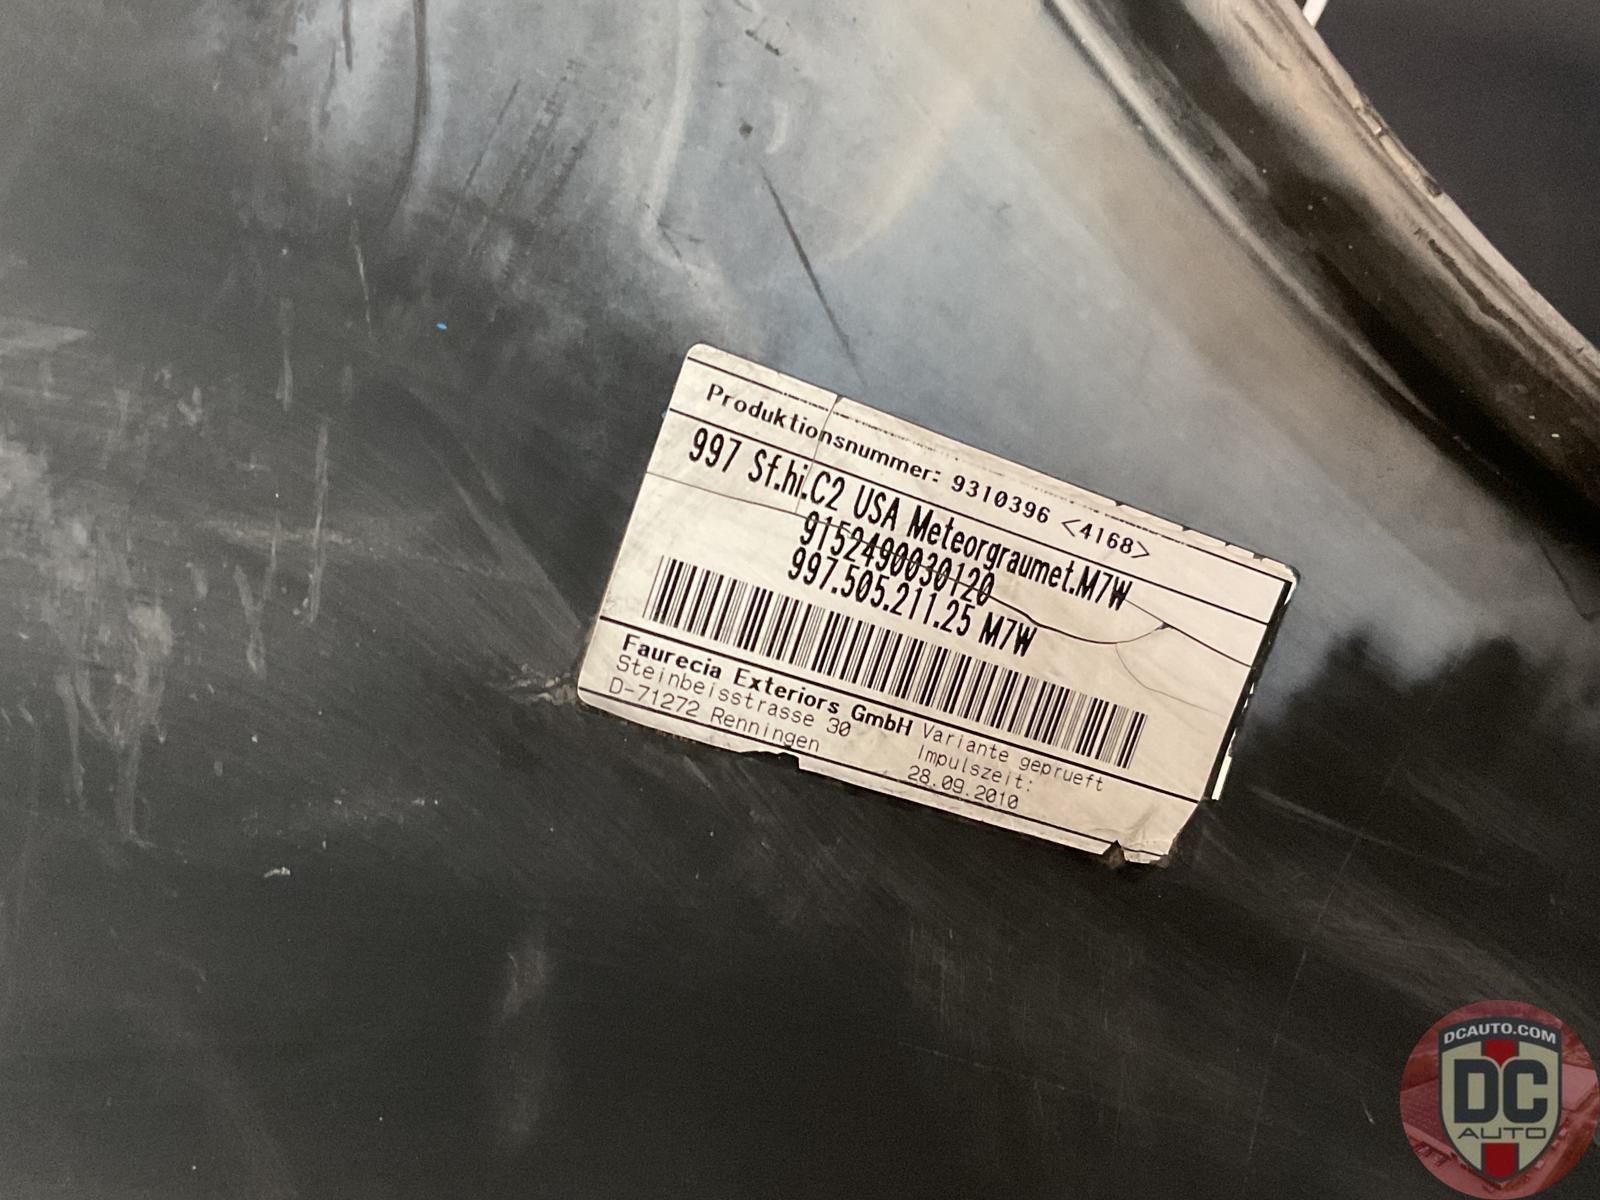 Produktionsnummer: 9310396 <4168>
997 Sf.hi.C2 USA Meteorgraumet.M7W
9152490030120
997.505.211.25 M7W
Faurecia Exteriors GmbH
Steinbeisstrasse 30
D-71272 Renningen
Variante geprueft
Impulszeit:
28.09.2010
DCAUTO.COM
DC
AUTO